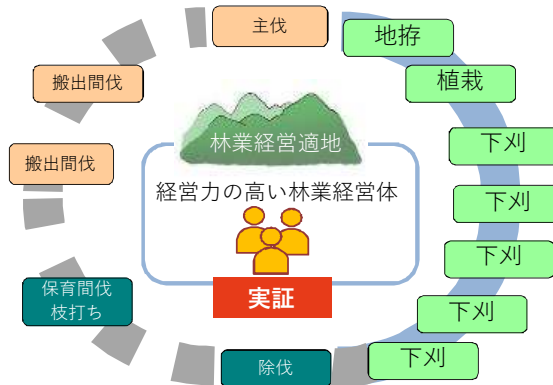 主伐
地拵
植栽
下刈
下刈
下刈
下刈
下刈
除伐
保育間伐
枝打ち
搬出間伐
搬出間伐
林業経営適地
経営力の高い林業経営体
実証